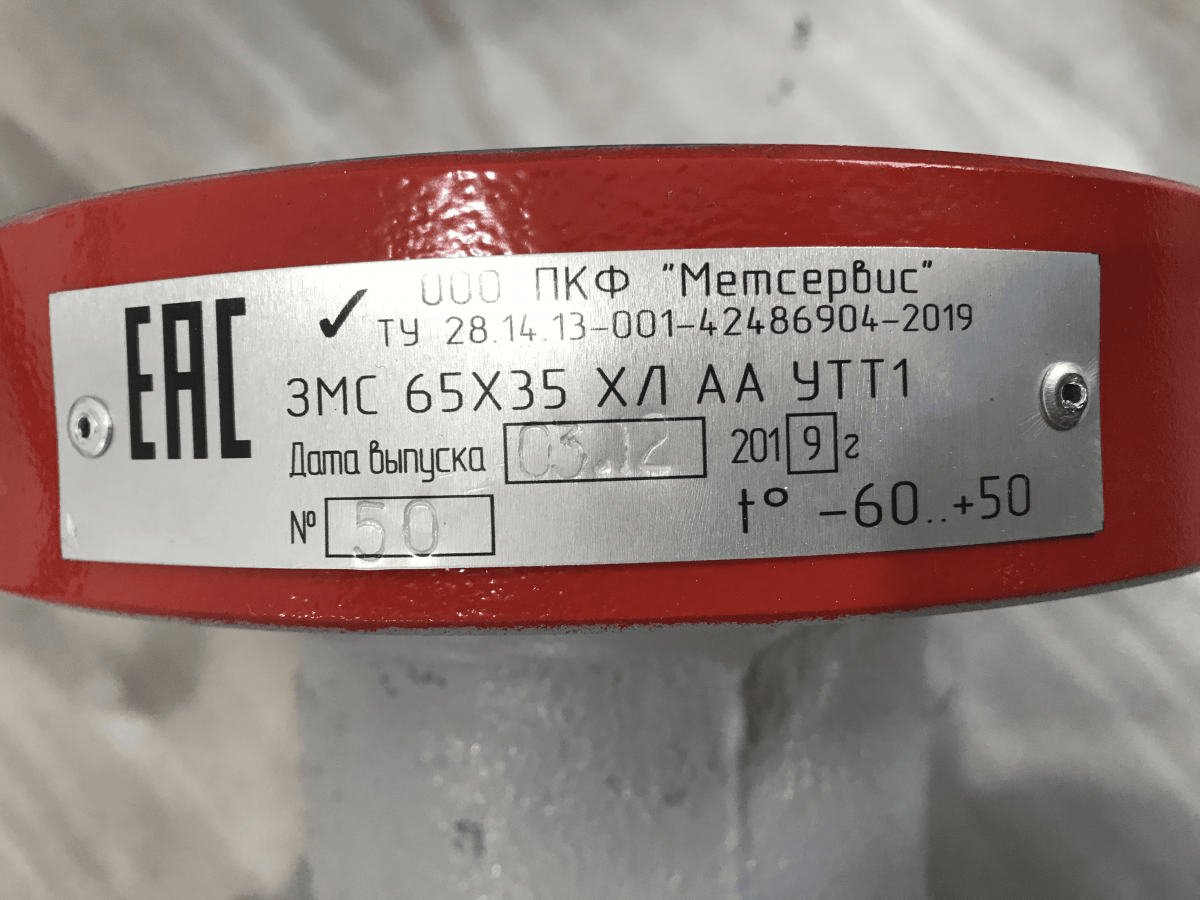 ЕАС
ООО ПКФ "Метсервис"
ТУ 28.14.13-001-42486904-2019
ЗМС 65Х35 ХЛ АА УТТ1
Дата выпуска 03.12 2019 г
№ 50
t° -60..+50